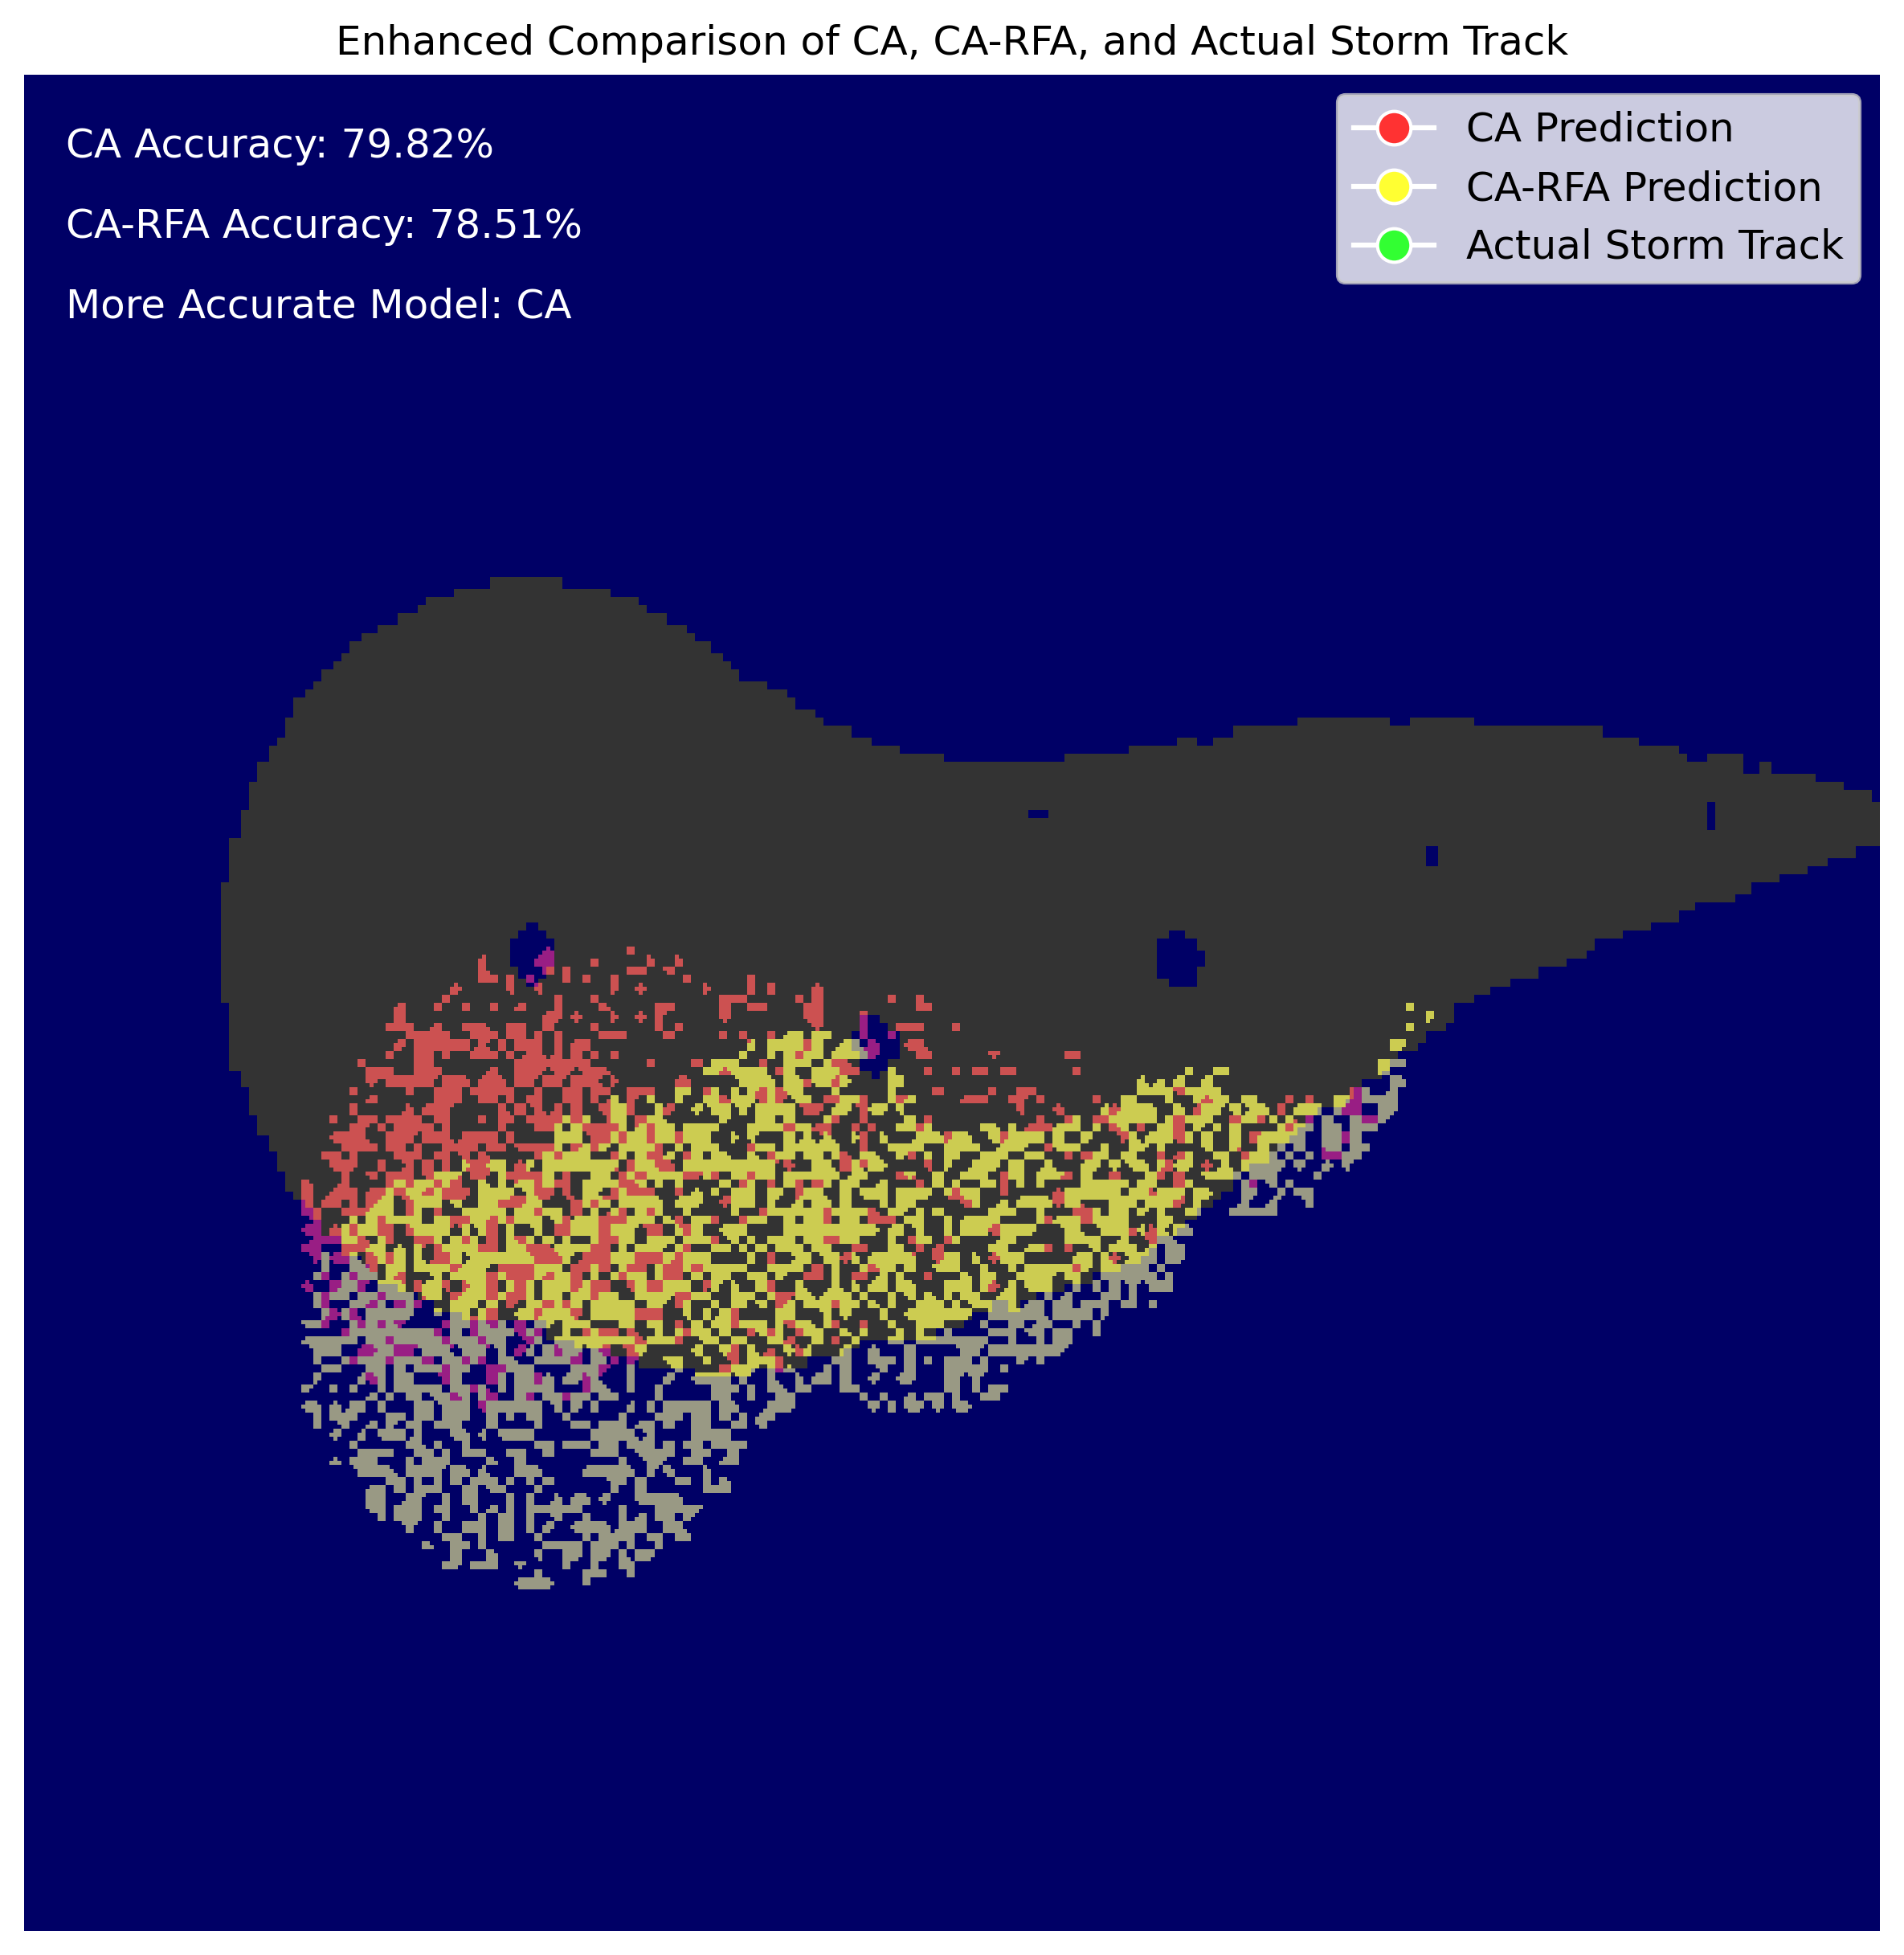 Enhanced Comparison of CA, CA-RFA, and Actual Storm Track
CA Accuracy: 79.82%
CA-RFA Accuracy: 78.51%
More Accurate Model: CA
CA Prediction
CA-RFA Prediction
Actual Storm Track